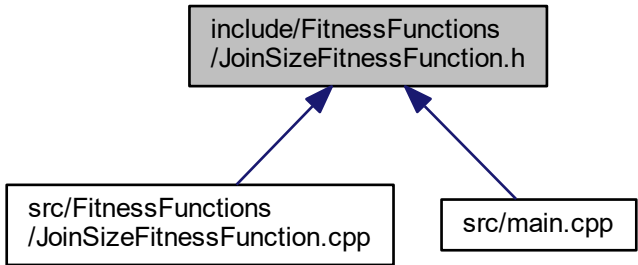 include/FitnessFunctions
/JoinSizeFitnessFunction.h
src/FitnessFunctions
/JoinSizeFitnessFunction.cpp
src/main.cpp